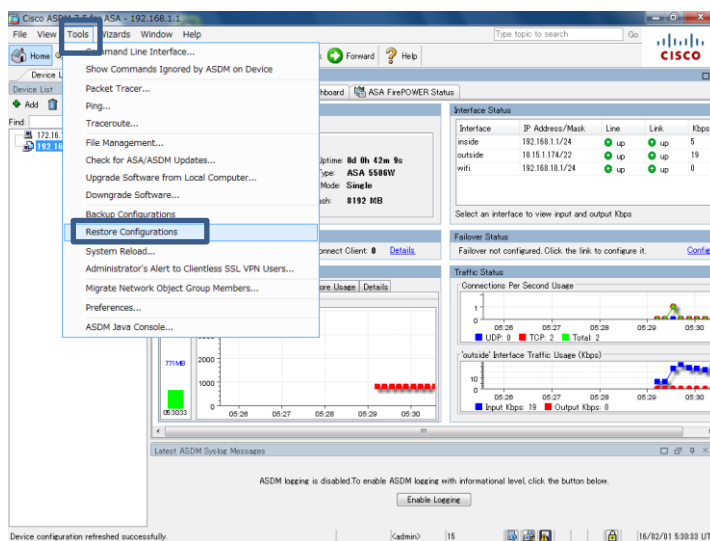 Cisco ASDM 7.5 for ASA - 192.168.1.1
File View Tools Wizards Window Help
Type topic to search Go
Home Forward Help
CISCO
Device List
Add
Find:
172.16.
192.16
Command Line Interface...
Show Commands Ignored by ASDM on Device
Packet Tracer...
Ping...
Traceroute...
File Management...
Check for ASA/ASDM Updates...
Upgrade Software from Local Computer...
Downgrade Software...
Backup Configurations
Restore Configurations
System Reload...
Administrator's Alert to Clientless SSL VPN Users...
Migrate Network Object Group Members...
Preferences...
ASDM Java Console...
ASA FirePOWER Status
Uptime: 0d 0h 42m 9s
ASA 5506W
Mode: Single
8192 MB
Client: 0 Details
Usage Details
771MB
2000
1000
0
05:30:33
05:26 05:27 05:28 05:29 05:30
Interface Status
Interface IP Address/Mask Line Link Kbps
inside 192.168.1.1/24 up up 5
outside 10.15.1.174/22 up up 19
wifi 192.168.10.1/24 up up 0
Select an interface to view input and output Kbps
Failover Status
Failover not configured. Click the link to configure it. Config
Traffic Status
Connections Per Second Usage
1
0
05:26 05:27 05:28 05:29 05:30
UDP: 0 TCP: 2 Total: 2
'outside' Interface Traffic Usage (Kbps)
10
0
05:26 05:27 05:28 05:29 05:30
Input Kbps: 19 Output Kbps: 0
Latest ASDM Syslog Messages
ASDM logging is disabled.To enable ASDM logging with informational level, click the button below.
Enable Logging
Device configuration refreshed successfully. <admin> 15 16/02/01 5:30:33 UT